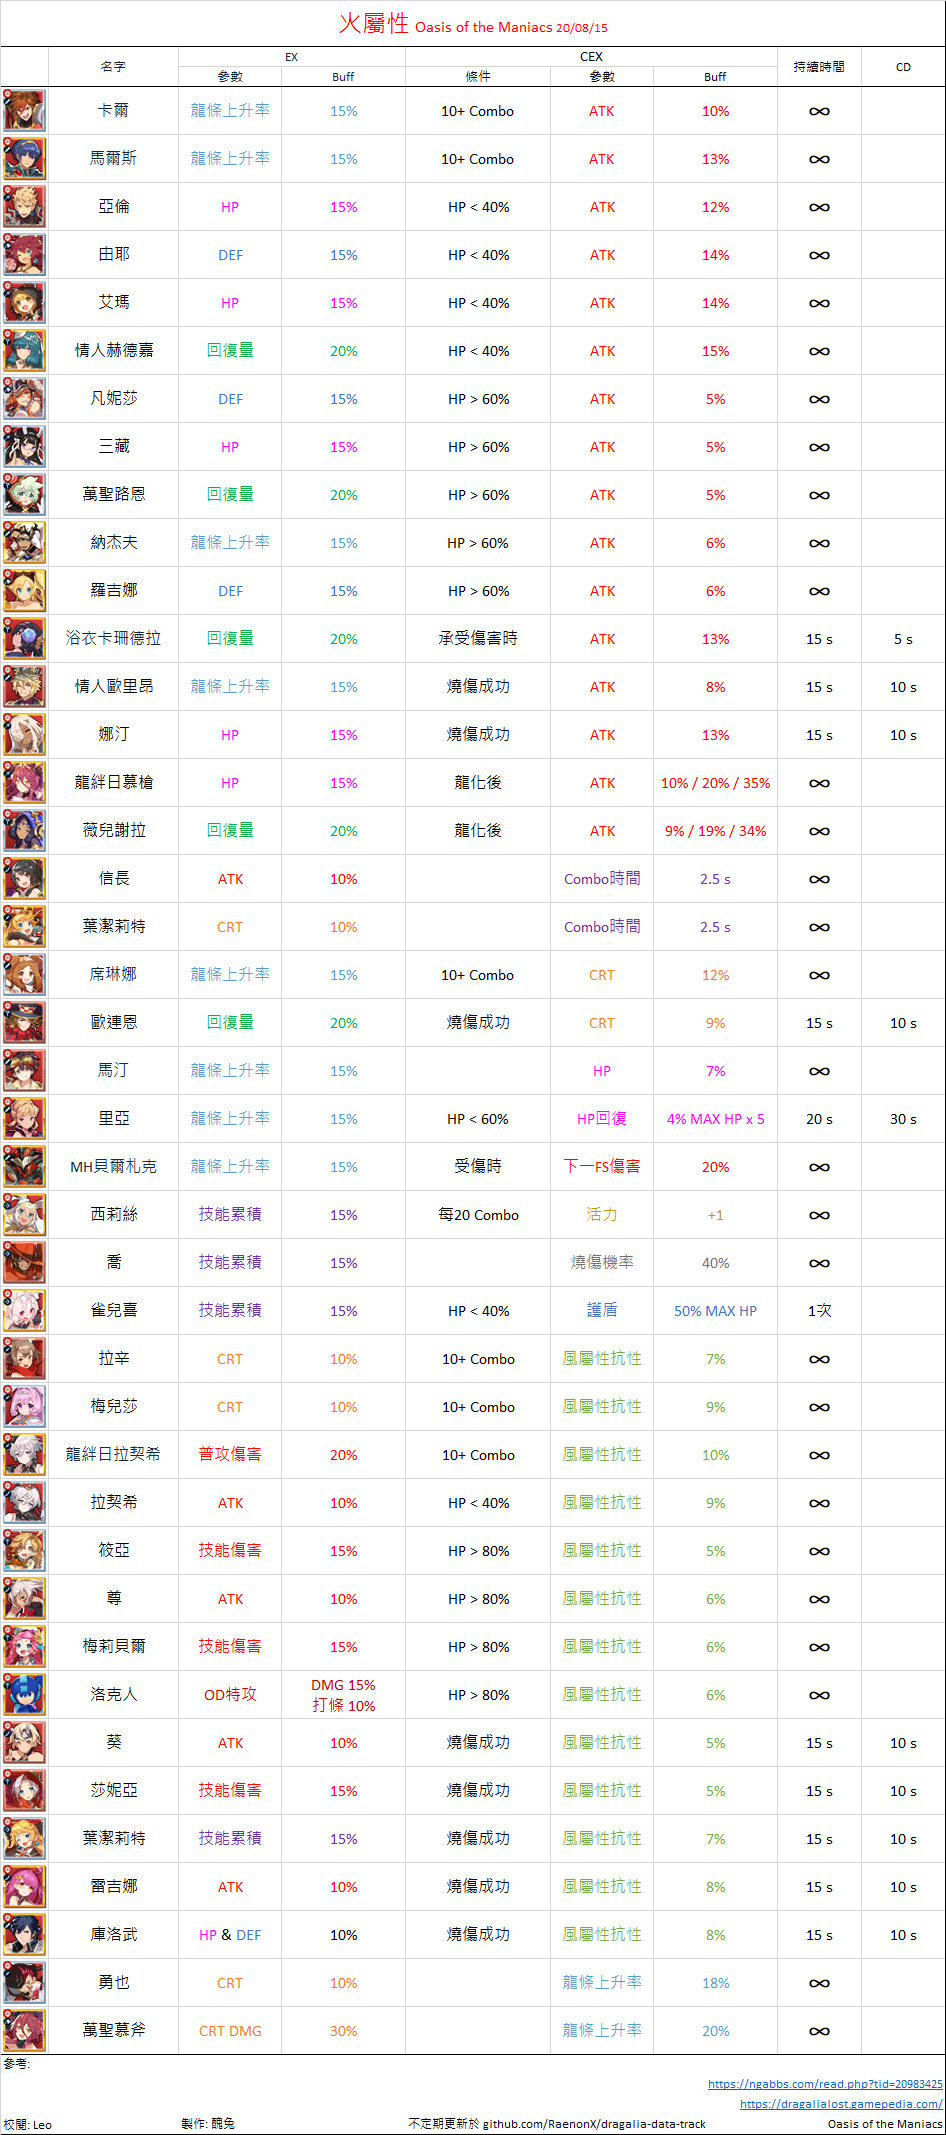 火屬性 Oasis of the Maniacs 20/08/15
名字 EX CEX 持續時間 CD
參數 Buff 條件 參數 Buff
卡爾 龍條上升率 15% 10+ Combo ATK 10% ∞
馬爾斯 龍條上升率 15% 10+ Combo ATK 13% ∞
亞倫 HP 15% HP < 40% ATK 12% ∞
由耶 DEF 15% HP < 40% ATK 14% ∞
艾瑪 HP 15% HP < 40% ATK 14% ∞
情人赫德嘉 回復量 20% HP < 40% ATK 15% ∞
凡妮莎 DEF 15% HP > 60% ATK 5% ∞
三藏 HP 15% HP > 60% ATK 5% ∞
萬聖路恩 回復量 20% HP > 60% ATK 5% ∞
納杰夫 龍條上升率 15% HP > 60% ATK 6% ∞
羅吉娜 DEF 15% HP > 60% ATK 6% ∞
浴衣卡珊德拉 回復量 20% 承受傷害時 ATK 13% 15 s 5 s
情人歐里昂 龍條上升率 15% 燒傷成功 ATK 8% 15 s 10 s
娜汀 HP 15% 燒傷成功 ATK 13% 15 s 10 s
龍絆日慕槍 HP 15% 龍化後 ATK 10% / 20% / 35% ∞
薇兒謝拉 回復量 20% 龍化後 ATK 9% / 19% / 34% ∞
信長 ATK 10% Combo時間 2.5 s ∞
葉潔莉特 CRT 10% Combo時間 2.5 s ∞
席琳娜 龍條上升率 15% 10+ Combo CRT 12% ∞
歐連恩 回復量 20% 燒傷成功 CRT 9% 15 s 10 s
馬汀 龍條上升率 15% HP 7% ∞
里亞 龍條上升率 15% HP < 60% HP回復 4% MAX HP x 5 20 s 30 s
MH貝爾札克 龍條上升率 15% 受傷時 下一FS傷害 20% ∞
西莉絲 技能累積 15% 每20 Combo 活力 +1 ∞
喬 技能累積 15% 燒傷機率 40% ∞
雀兒喜 技能累積 15% HP < 40% 護盾 50% MAX HP 1次
拉辛 CRT 10% 10+ Combo 風屬性抗性 7% ∞
梅兒莎 CRT 10% 10+ Combo 風屬性抗性 9% ∞
龍絆日拉契希 普攻傷害 20% 10+ Combo 風屬性抗性 10% ∞
拉契希 ATK 10% HP < 40% 風屬性抗性 9% ∞
筱亞 技能傷害 15% HP > 80% 風屬性抗性 5% ∞
尊 ATK 10% HP > 80% 風屬性抗性 6% ∞
梅莉貝爾 技能傷害 15% HP > 80% 風屬性抗性 6% ∞
洛克人 OD特攻 DMG 15% 打條 10% HP > 80% 風屬性抗性 6% ∞
葵 ATK 10% 燒傷成功 風屬性抗性 5% 15 s 10 s
莎妮亞 技能傷害 15% 燒傷成功 風屬性抗性 5% 15 s 10 s
葉潔莉特 技能累積 15% 燒傷成功 風屬性抗性 7% 15 s 10 s
雷吉娜 ATK 10% 燒傷成功 風屬性抗性 8% 15 s 10 s
庫洛武 HP & DEF 10% 燒傷成功 風屬性抗性 8% 15 s 10 s
勇也 CRT 10% 龍條上升率 18% ∞
萬聖慕斧 CRT DMG 30% 龍條上升率 20% ∞
參考:
https://ngabbs.com/read.php?tid=20983425
https://dragalialost.gamepedia.com/
校閱: Leo 製作: 醜兔 不定期更新於 github.com/RaenonX/dragalia-data-track Oasis of the Maniacs